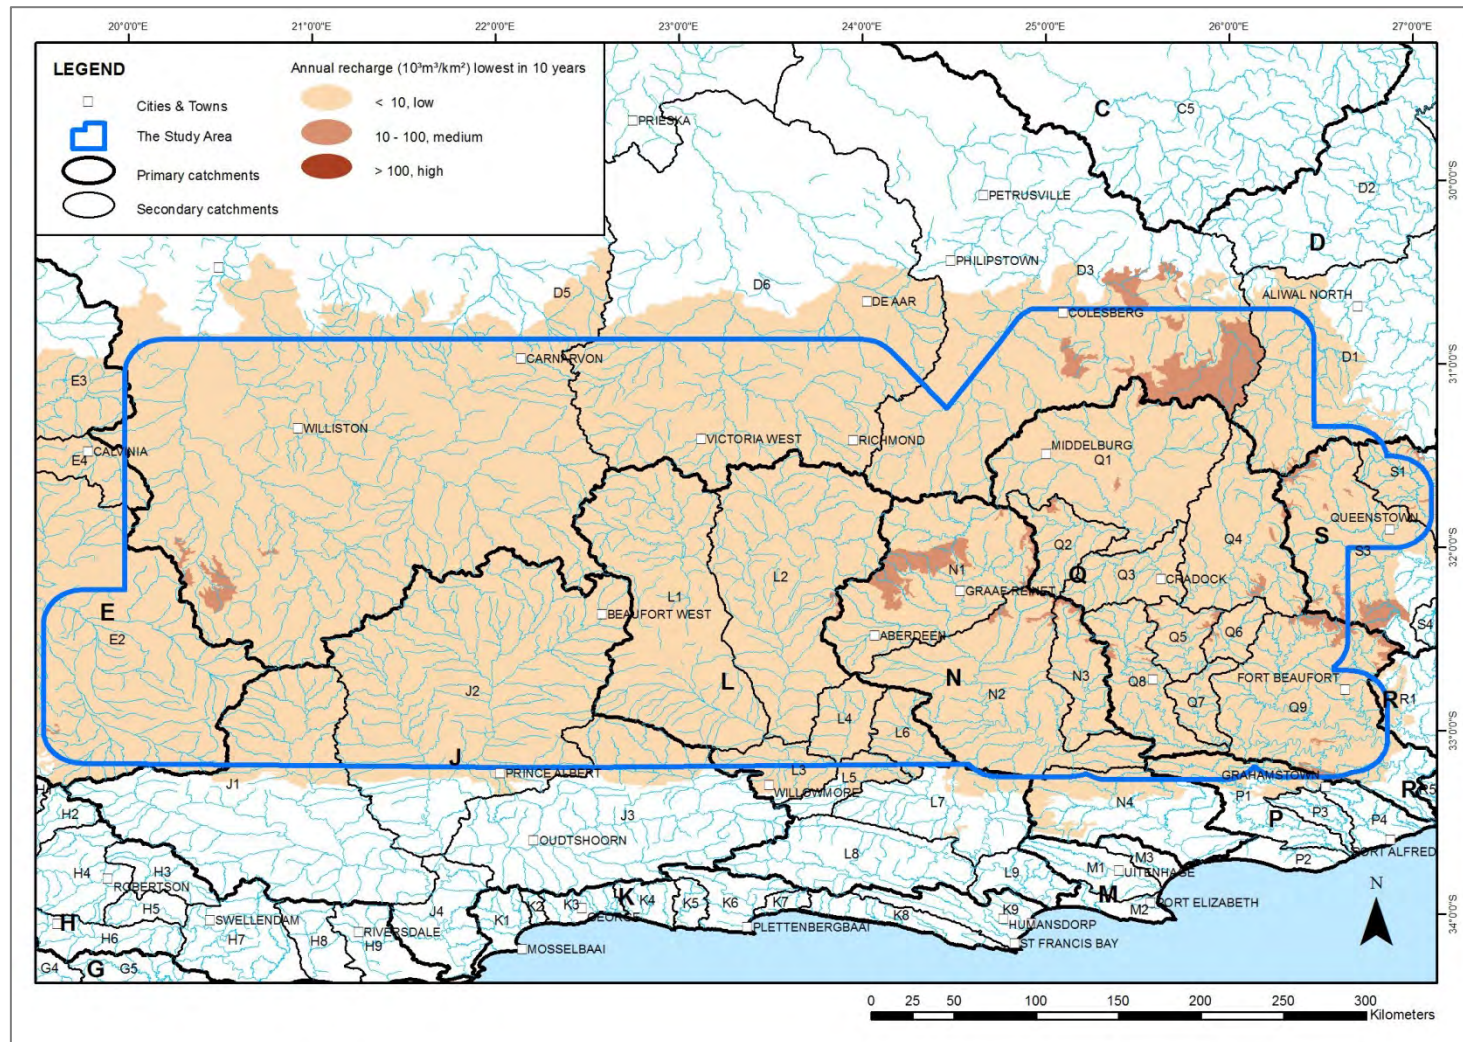 20°0'0"E 21°0'0"E 22°0'0"E 23°0'0"E 24°0'0"E 25°0'0"E 26°0'0"E 27°0'0"E
LEGEND
Cities & Towns
The Study Area
Primary catchments
Secondary catchments
Annual recharge (10³m³/km²) lowest in 10 years
< 10, low
10 - 100, medium
> 100, high
PRIESKA
C
C5
PETRUSVILLE
D2
30°0'0"S
D
PHILIPSTOWN
D3
D5
D6
DE AAR
ALIWAL NORTH
COLESBERG
CARNARVON
D1
31°0'0"S
E3
WILLISTON
VICTORIA WEST
RICHMOND
MIDDELBURG
Q1
CALVINIA
E4
S1
QUEENSTOWN
S
S3
32°0'0"S
Q2
Q4
N1
Q
Q3
CRADOCK
L2
GRAAF REINET
L1
BEAUFORT WEST
E
E2
ABERDEEN
Q5
Q6
S4
J2
L
N
N2
N3
Q8
FORT BEAUFORT
Q7
Q9
R
R1
L4
L6
33°0'0"S
J
PRINCE ALBERT
J1
L3
L5
WILLOWMORE
GRAHAMSTOWN
L7
N4
P1
R
R5
H2
J3
P
P3
P4
OUDTSHOORN
L8
PORT ALFRED
P2
H4
H3
ROBERTSON
L9
M1
M3
UITENHAGE
H5
J4
K
K1
K2
K3
K4
K5
K6
K7
K8
K9
M
M2
PORT ELIZABETH
GEORGE
H
SWELLENDAM
RIVERSDALE
HUMANSDORP
PLETTENBERGBAAI
34°0'0"S
H6
H7
H8
H9
MOSSELBAAI
ST FRANCIS BAY
G4
G
G5
N
0 25 50 100 150 200 250 300
Kilometers